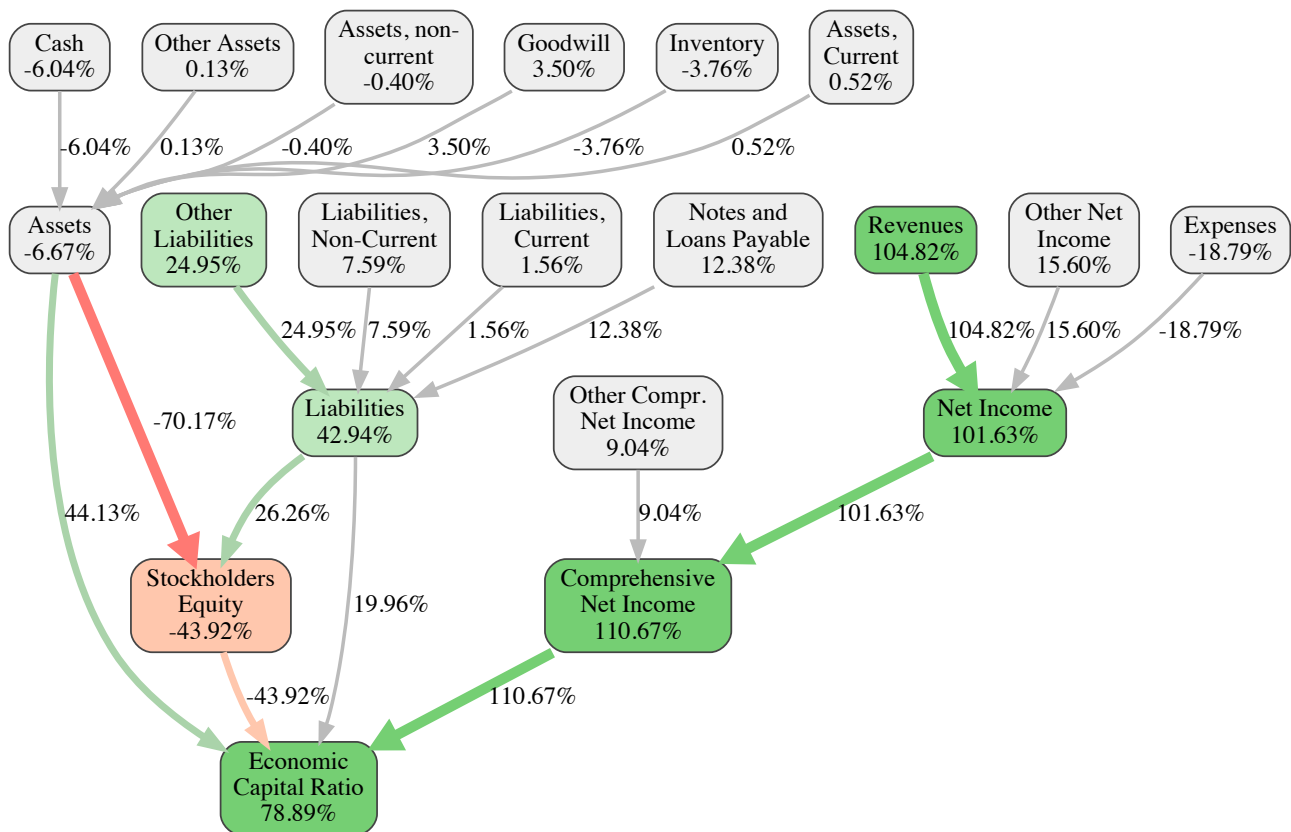 Cash
-6.04%
Other Assets
0.13%
Assets, non-
current
-0.40%
Goodwill
3.50%
Inventory
-3.76%
Assets,
Current
0.52%
-6.04%
0.13%
-0.40%
3.50%
-3.76%
0.52%
Assets
-6.67%
Other
Liabilities
24.95%
Liabilities,
Non-Current
7.59%
Liabilities,
Current
1.56%
Notes and
Loans Payable
12.38%
Revenues
104.82%
Other Net
Income
15.60%
Expenses
-18.79%
24.95%
7.59%
1.56%
12.38%
104.82%
15.60%
-18.79%
-70.17%
Liabilities
42.94%
Other Compr.
Net Income
9.04%
Net Income
101.63%
44.13%
26.26%
9.04%
101.63%
Stockholders
Equity
-43.92%
19.96%
Comprehensive
Net Income
110.67%
-43.92%
110.67%
Economic
Capital Ratio
78.89%